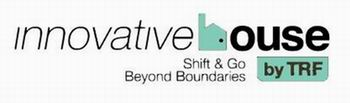 innovative house
Shift & Go
Beyond Boundaries
by TRF